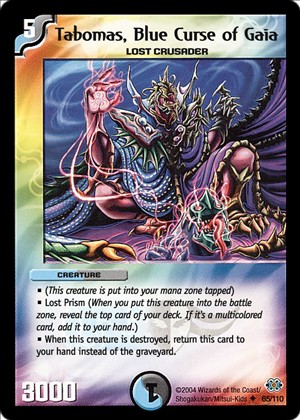 5
Tabomas, Blue Curse of Gaia
LOST CRUSADER
CREATURE
▪ (This creature is put into your mana zone tapped)
▪ Lost Prism (When you put this creature into the battle
zone, reveal the top card of your deck. If it's a multicolored
card, add it to your hand.)
▪ When this creature is destroyed, return this card to
your hand instead of the graveyard.
3000
1
©2004 Wizards of the Coast/
Shogakukan/Mitsui-Kids ♦ 65/110